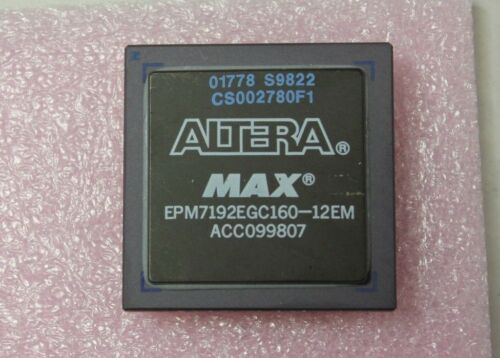 01778 S9822
CS002780F1
ALTERA®
MAX®
EPM7192EGC160-12EM
ACC099807